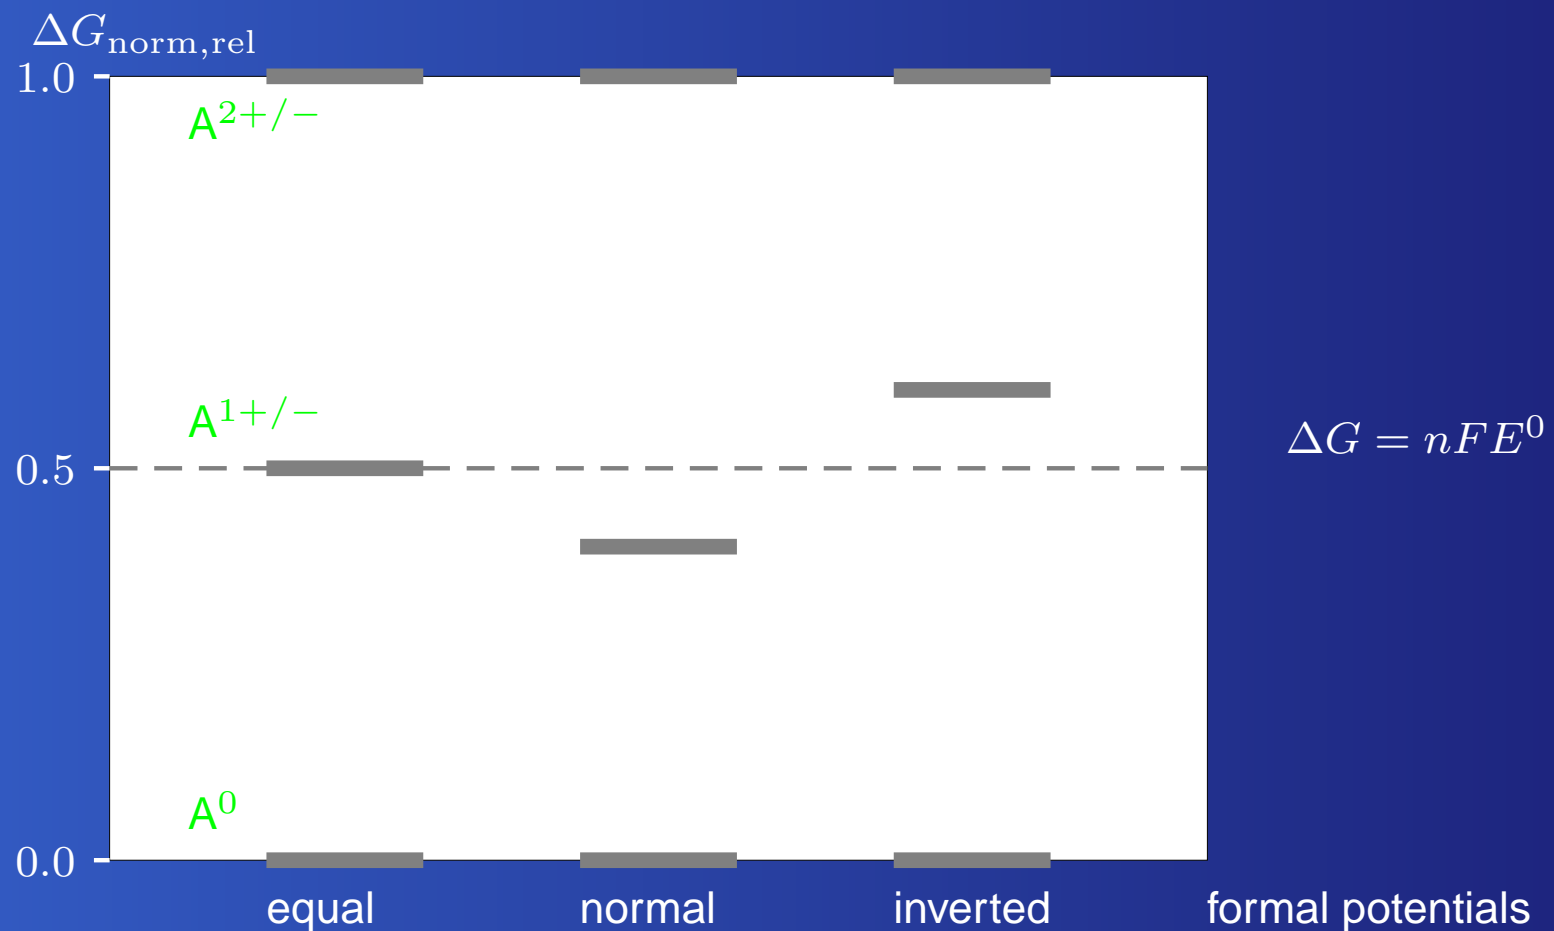 ΔG_norm,rel
1.0
A^2+/−
A^1+/−
0.5
ΔG = nFE^0
A^0
0.0
equal normal inverted formal potentials